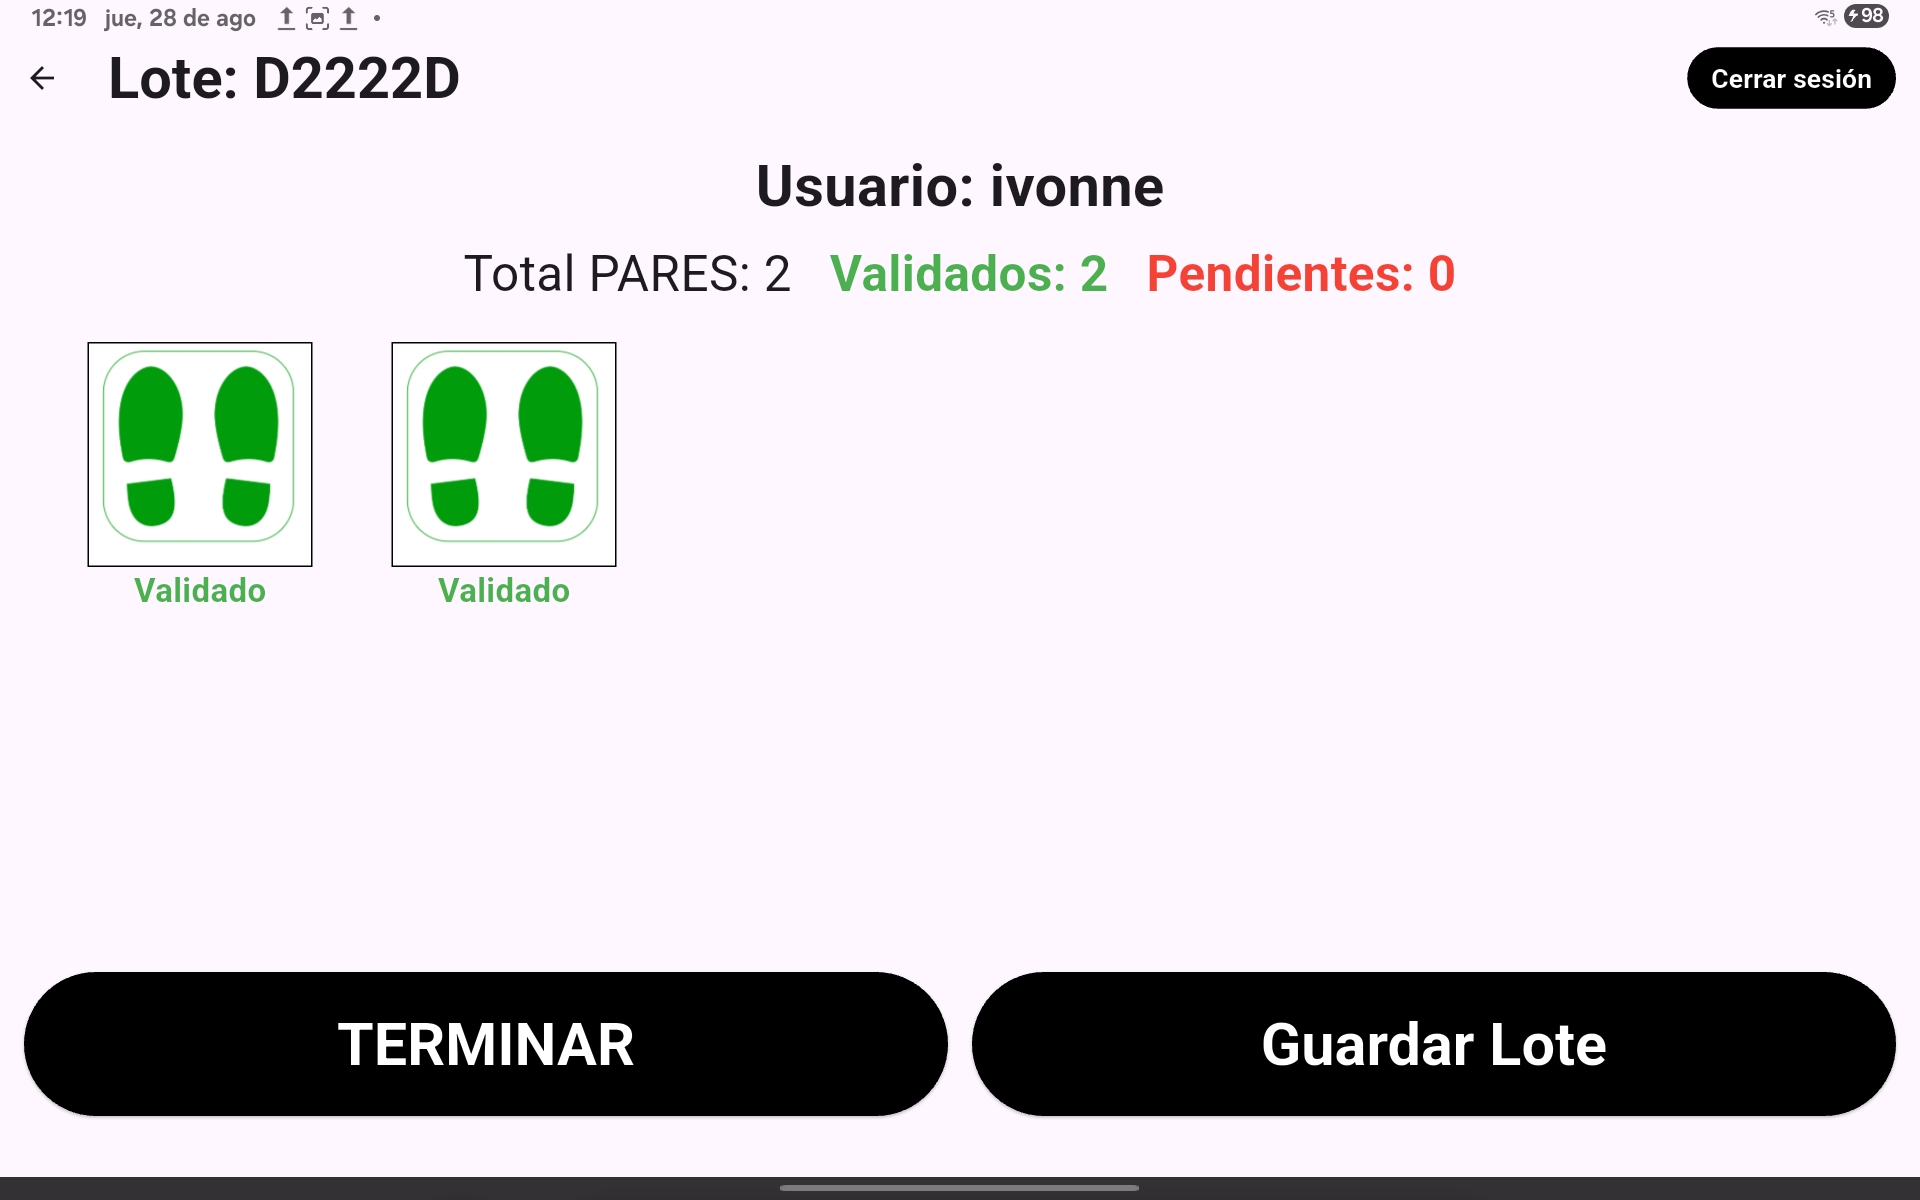 12:19 jue, 28 de ago
98
Lote: D2222D
Cerrar sesión
Usuario: ivonne
Total PARES: 2 Validados: 2 Pendientes: 0
Validado Validado
TERMINAR Guardar Lote